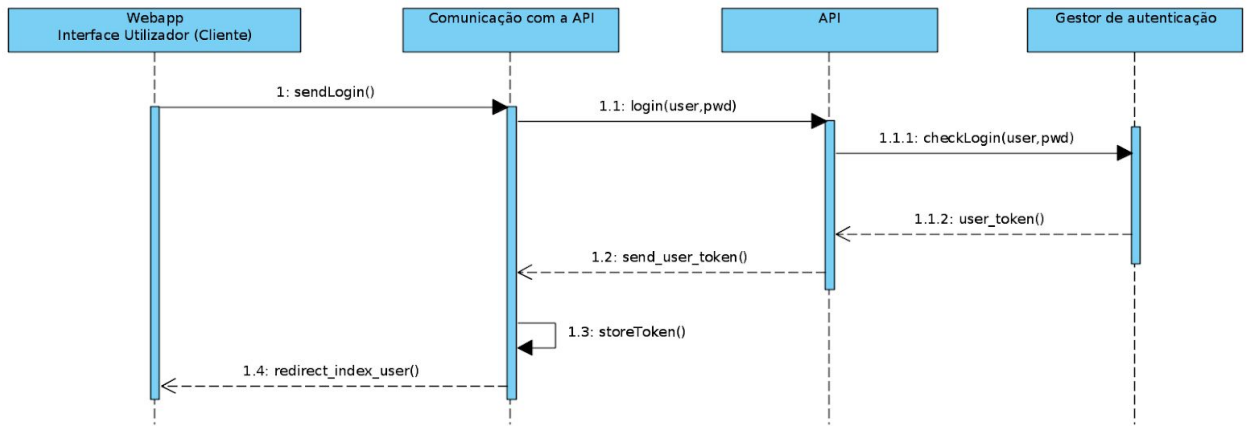 Webapp
Interface Utilizador (Cliente)
Comunicação com a API
API
Gestor de autenticação
1: sendLogin()
1.1: login(user,pwd)
1.1.1: checkLogin(user,pwd)
1.1.2: user_token()
1.2: send_user_token()
1.3: storeToken()
1.4: redirect_index_user()